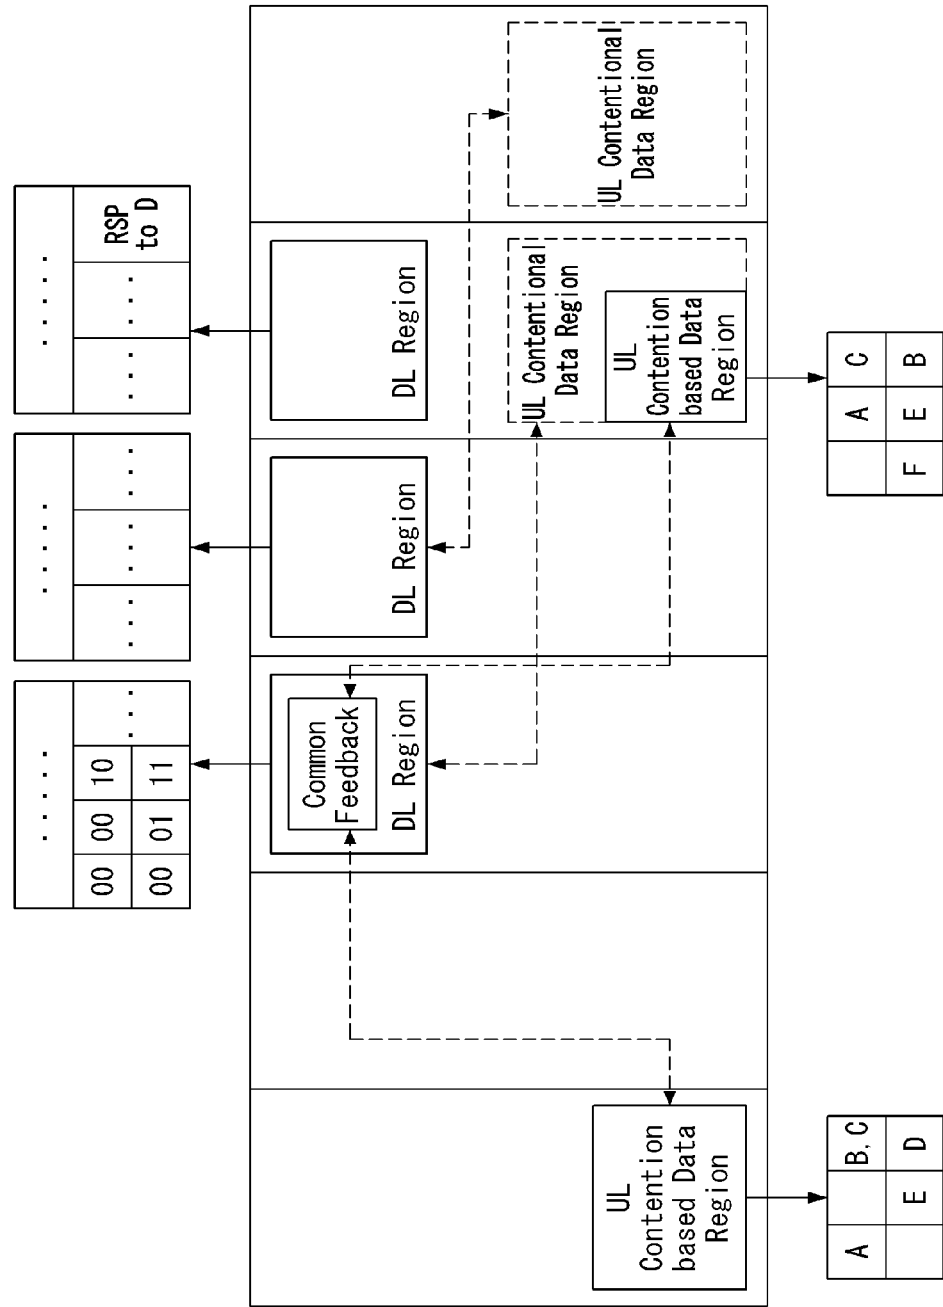 . . . . .
00 00 10 . . .
00 01 11
. . . . .
. . . . . . . . .
. . . . .
. . . . . . RSP
to D
Common
Feedback
DL Region
DL Region
DL Region
UL Contentional
Data Region
UL Contentional
Data Region
UL
Contention
based Data
Region
UL
Contention
based Data
Region
A B, C
E D
A C
F E B